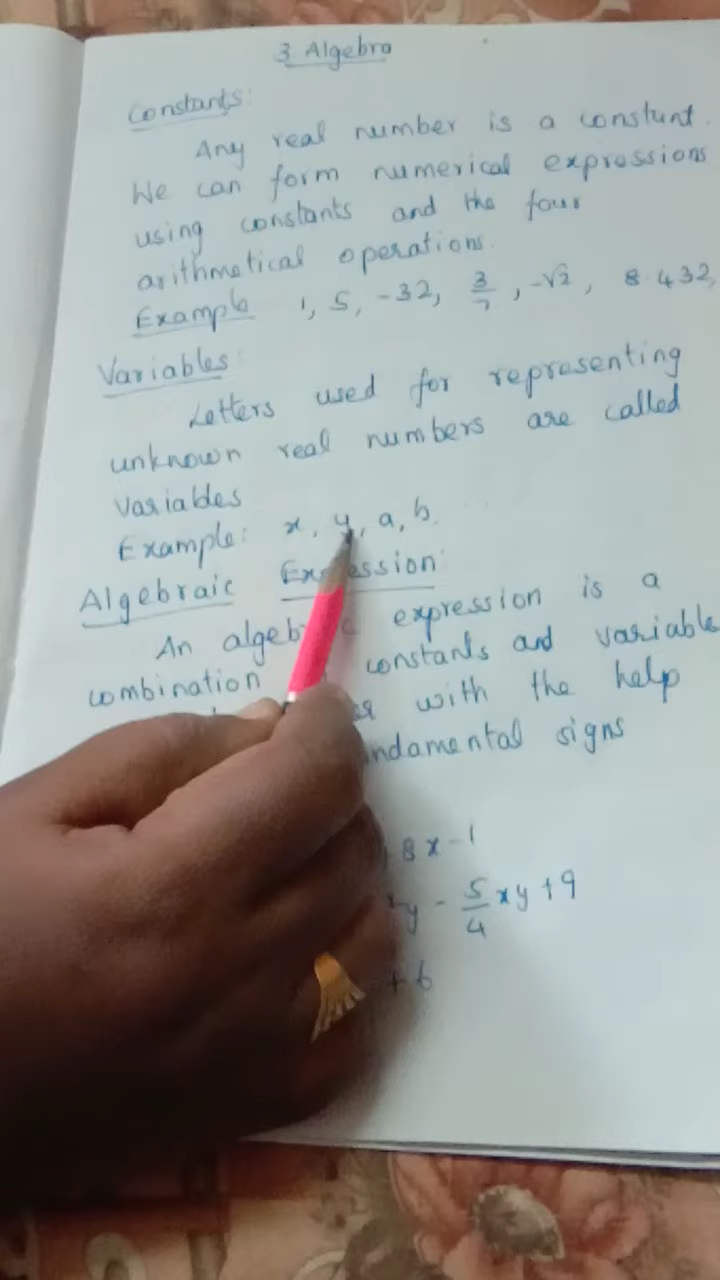 3 Algebra
Constants:
Any real number is a constant.
We can form numerical expressions
using constants and the four
arithmetical operations.
Example 1, 5, -32, 3/7, -√2, 8.432,
Variables:
Letters used for representing
unknown real numbers are called
Variables
Example: x, y, a, b.
Algebraic Expression
An expression is a
combination constants and variable
with the help
signs
8x-1
y - 5/4 xy + 9
+ 6